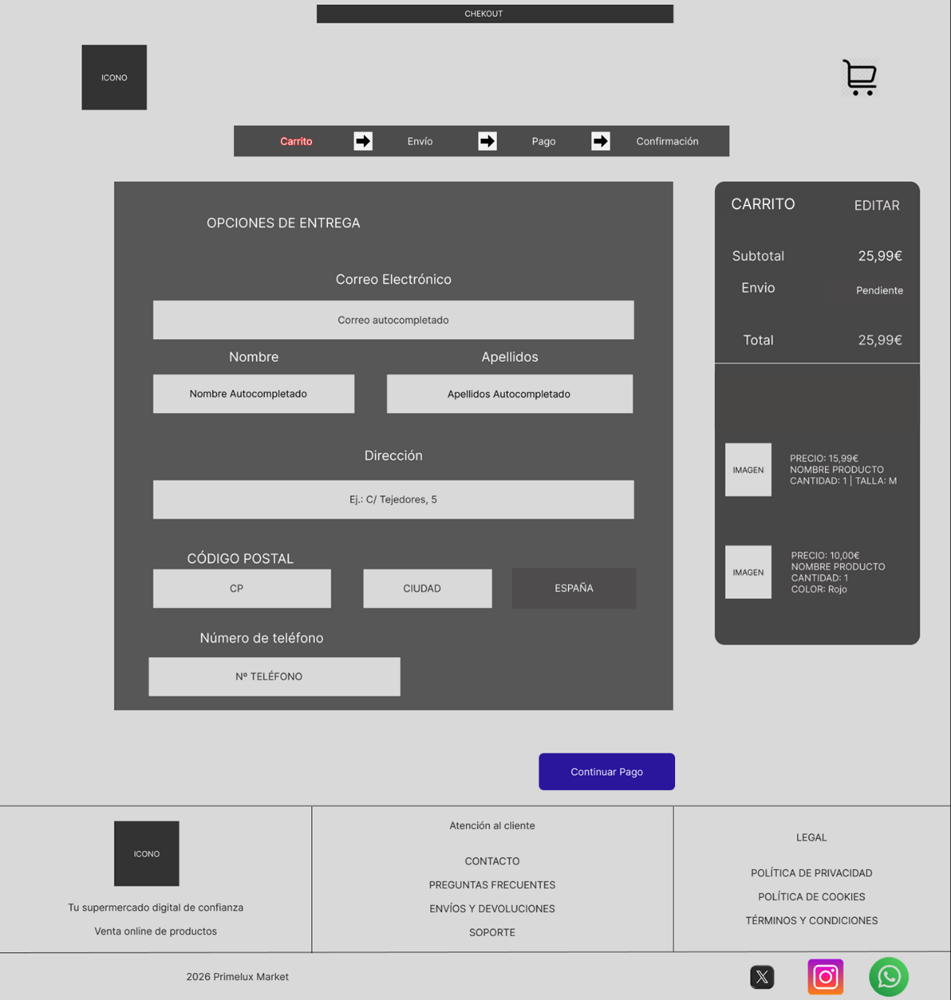 CHEKOUT
ICONO
Carrito
Envío
Pago
Confirmación
OPCIONES DE ENTREGA
Correo Electrónico
Correo autocompletado
Nombre
Apellidos
Nombre Autocompletado
Apellidos Autocompletado
Dirección
Ej.: C/ Tejedores, 5
CÓDIGO POSTAL
CP
CIUDAD
ESPAÑA
Número de teléfono
Nº TELÉFONO
CARRITO
EDITAR
Subtotal
25,99€
Envio
Pendiente
Total
25,99€
IMAGEN
PRECIO: 15,99€
NOMBRE PRODUCTO
CANTIDAD: 1 | TALLA: M
IMAGEN
PRECIO: 10,00€
NOMBRE PRODUCTO
CANTIDAD: 1
COLOR: Rojo
Continuar Pago
ICONO
Tu supermercado digital de confianza
Venta online de productos
Atención al cliente
CONTACTO
PREGUNTAS FRECUENTES
ENVÍOS Y DEVOLUCIONES
SOPORTE
LEGAL
POLÍTICA DE PRIVACIDAD
POLÍTICA DE COOKIES
TÉRMINOS Y CONDICIONES
2026 Primelux Market